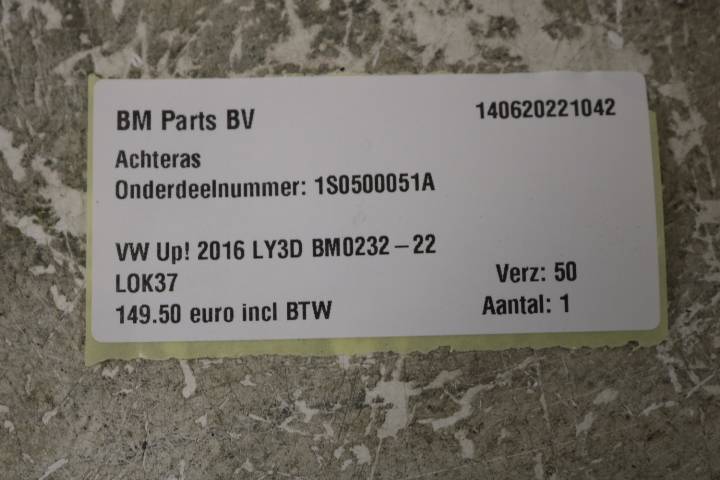 BM Parts BV 140620221042
Achteras
Onderdeelnummer: 1S0500051A
VW Up! 2016 LY3D BM0232-22
LOK37 Verz: 50
149.50 euro incl BTW Aantal: 1